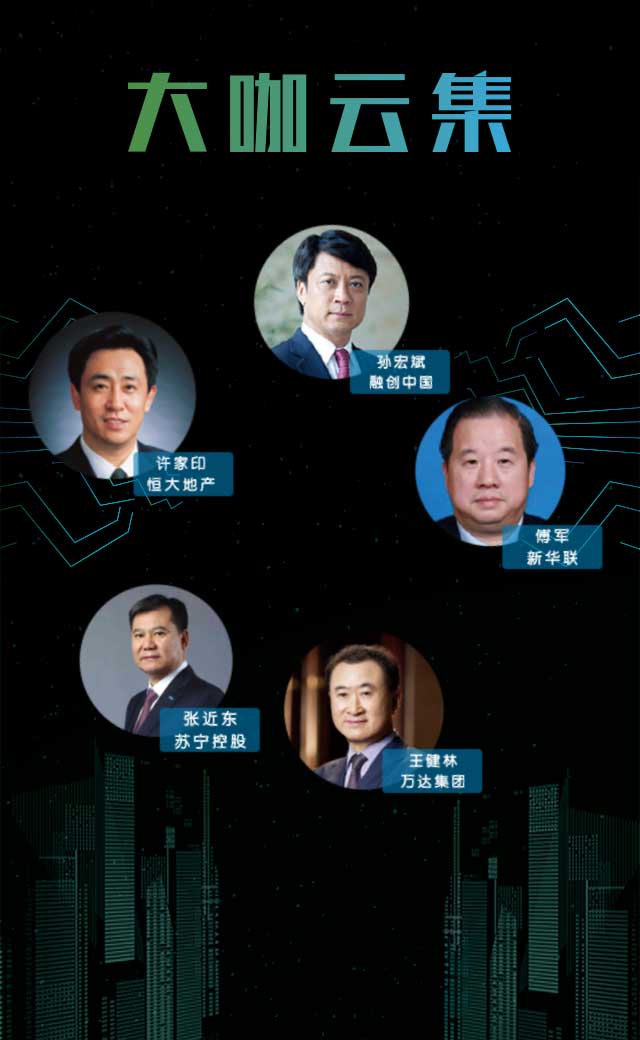 大咖云集
孙宏斌
融创中国
许家印
恒大地产
傅军
新华联
张近东
苏宁控股
王健林
万达集团